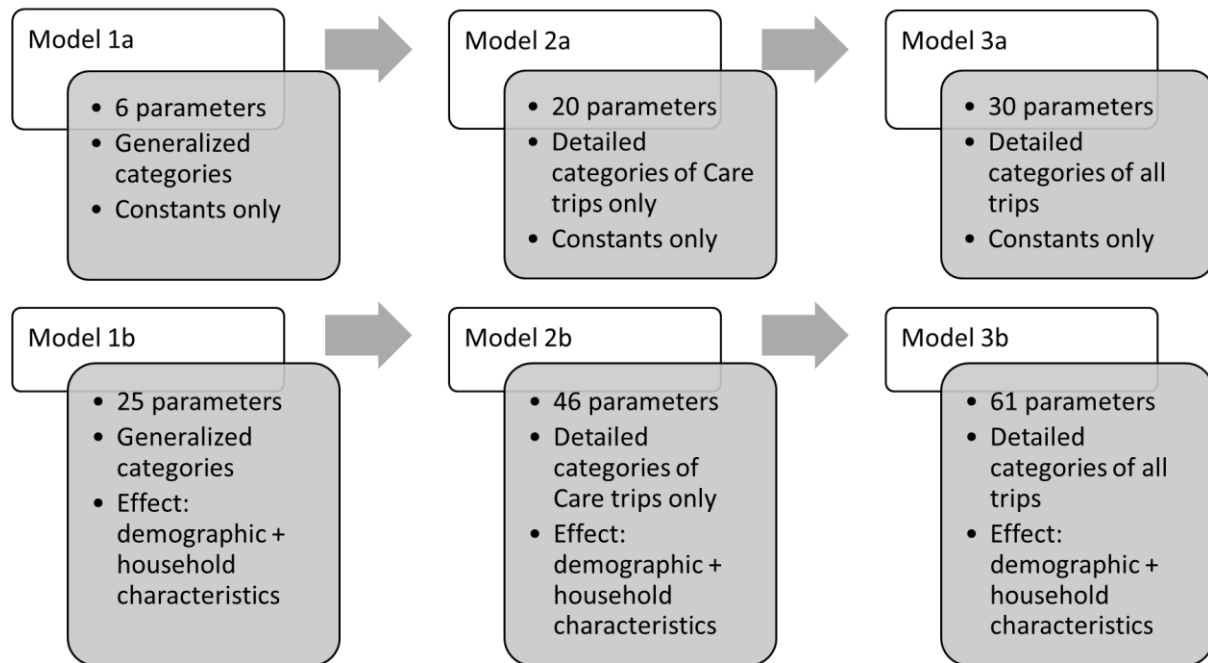 Model 1a
• 6 parameters
• Generalized
categories
• Constants only
Model 2a
• 20 parameters
• Detailed
categories of Care
trips only
• Constants only
Model 3a
• 30 parameters
• Detailed
categories of all
trips
• Constants only
Model 1b
• 25 parameters
• Generalized
categories
• Effect:
demographic +
household
characteristics
Model 2b
• 46 parameters
• Detailed
categories of
Care trips only
• Effect:
demographic +
household
characteristics
Model 3b
• 61 parameters
• Detailed
categories of all
trips
• Effect:
demographic +
household
characteristics